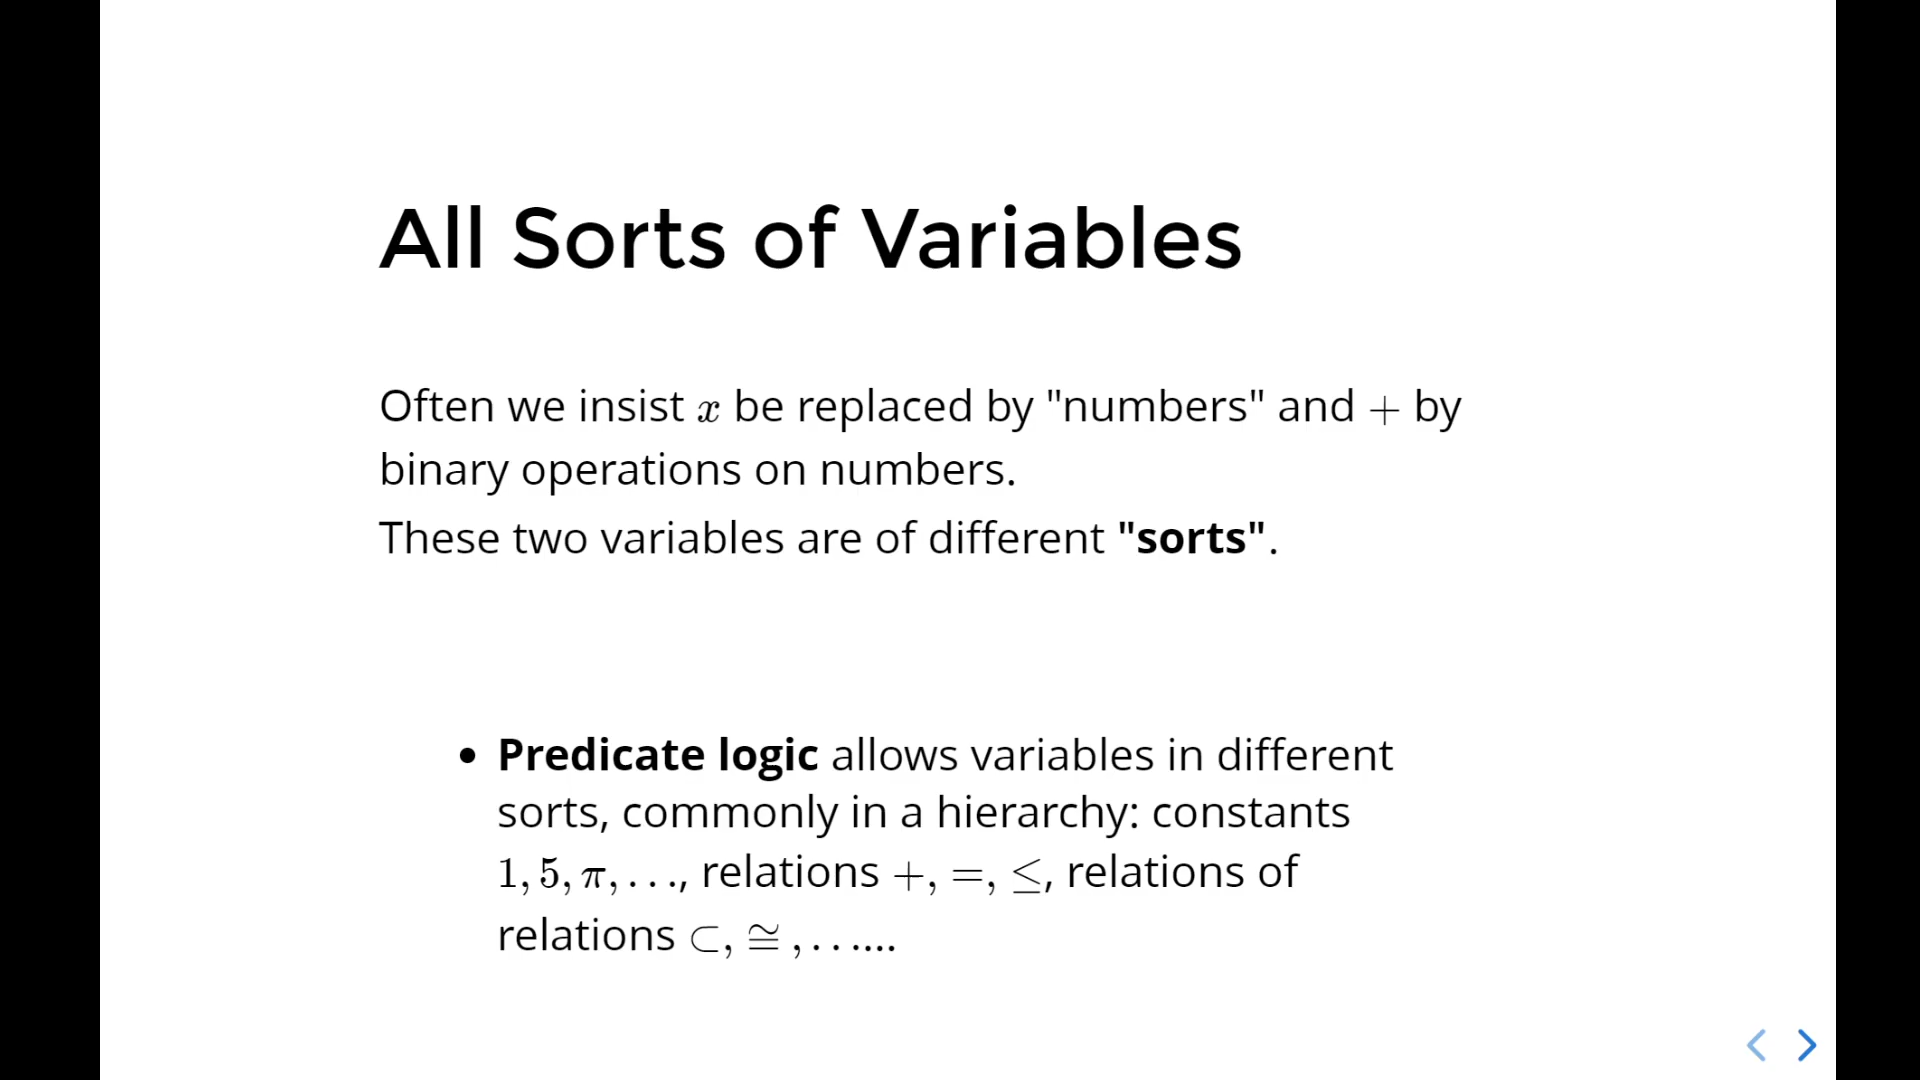 All Sorts of Variables
Often we insist x be replaced by "numbers" and + by
binary operations on numbers.
These two variables are of different "sorts".
• Predicate logic allows variables in different
sorts, commonly in a hierarchy: constants
1, 5, π, . . ., relations +, =, ≤, relations of
relations ⊂, ≅, . . ....